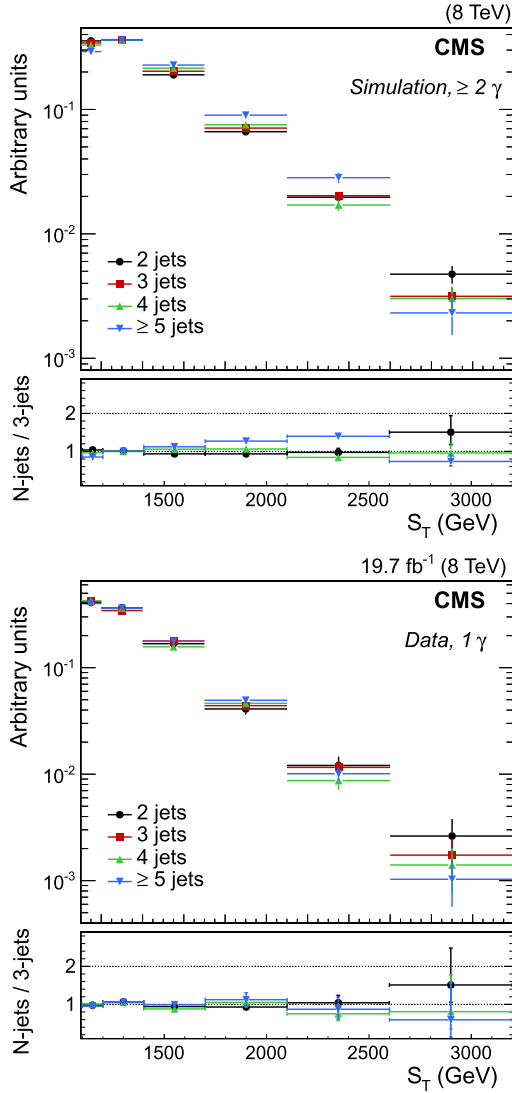 (8 TeV)
CMS
Simulation, ≥ 2 γ
Arbitrary units
10⁻¹
10⁻²
10⁻³
2 jets
3 jets
4 jets
≥ 5 jets
N-jets / 3-jets
2
1
1500 2000 2500 3000
S_T (GeV)
19.7 fb⁻¹ (8 TeV)
CMS
Data, 1 γ
Arbitrary units
10⁻¹
10⁻²
10⁻³
2 jets
3 jets
4 jets
≥ 5 jets
N-jets / 3-jets
2
1
1500 2000 2500 3000
S_T (GeV)